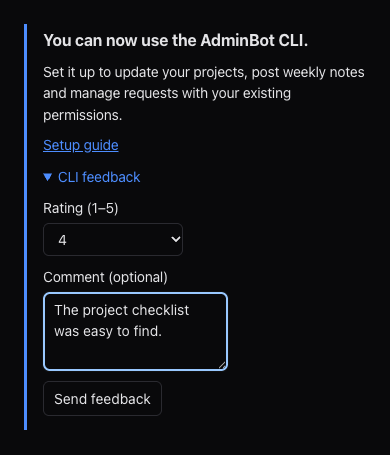 You can now use the AdminBot CLI.
Set it up to update your projects, post weekly notes
and manage requests with your existing
permissions.
Setup guide
▼ CLI feedback
Rating (1–5)
4
Comment (optional)
The project checklist
was easy to find.
Send feedback